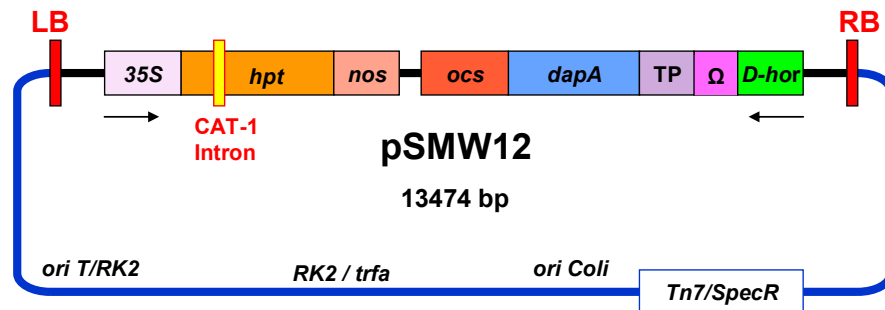 LB
RB
35S
hpt
nos
ocs
dapA
TP
Ω
D-hor
CAT-1
Intron
pSMW12
13474 bp
ori T/RK2
RK2 / trfa
ori Coli
Tn7/SpecR